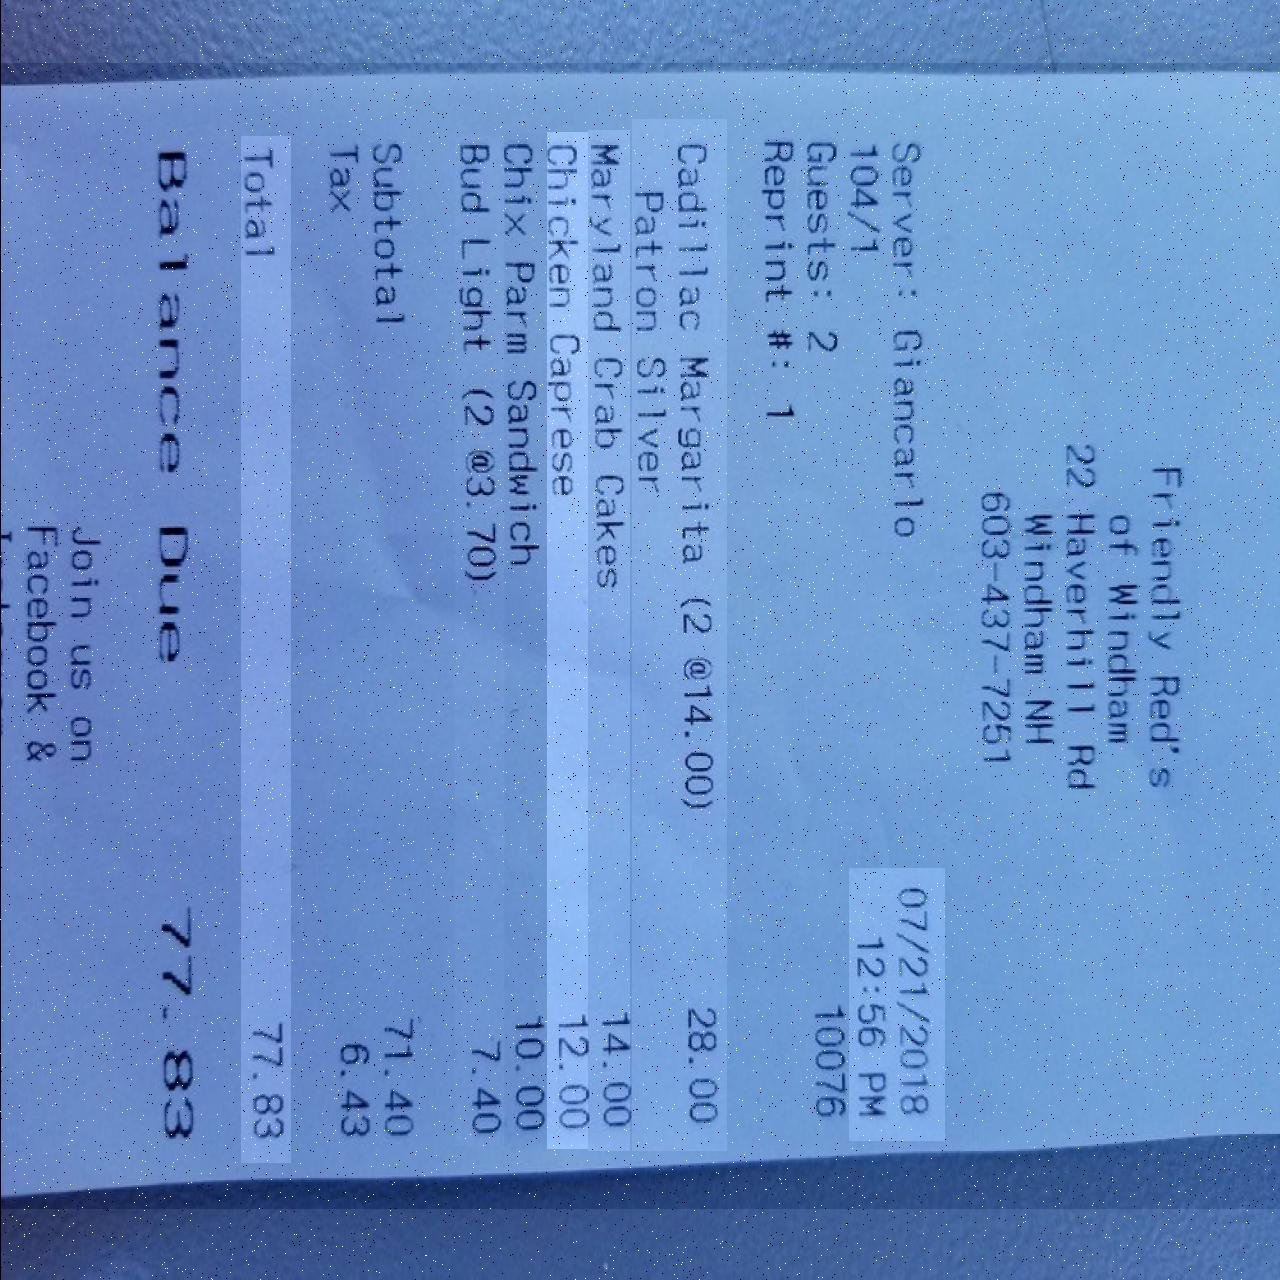 Friendly Red's
of Windham
22 Haverhill Rd
Windham NH
603-437-7251
Server: Giancarlo 07/21/2018
104/1 12:56 PM
Guests: 2 10076
Reprint #: 1
Cadillac Margarita (2 @14.00) 28.00
Patron Silver
Maryland Crab Cakes 14.00
Chicken Caprese 12.00
Chix Parm Sandwich 10.00
Bud Light (2 @3.70) 7.40
Subtotal 71.40
Tax 6.43
Total 77.83
Balance Due 77.83
Join us on
Facebook &